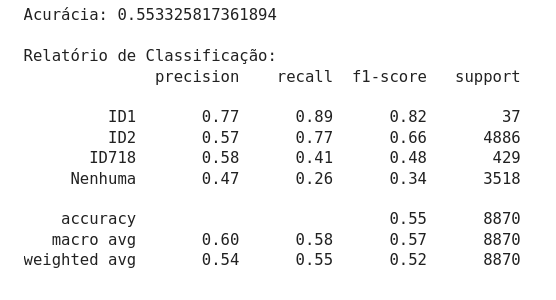 Acurácia: 0.553325817361894
Relatório de Classificação:
precision recall f1-score support
ID1 0.77 0.89 0.82 37
ID2 0.57 0.77 0.66 4886
ID718 0.58 0.41 0.48 429
Nenhuma 0.47 0.26 0.34 3518
accuracy 0.55 8870
macro avg 0.60 0.58 0.57 8870
weighted avg 0.54 0.55 0.52 8870